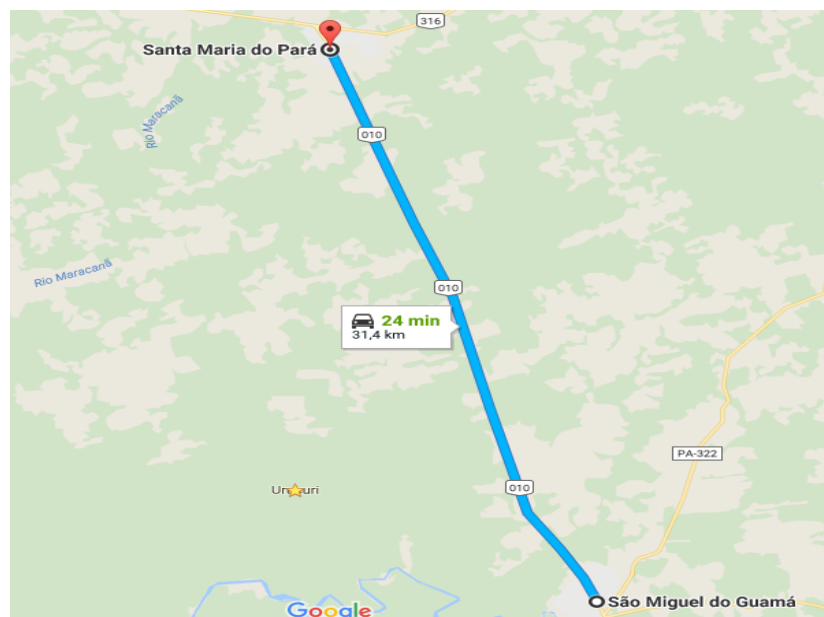 316
Santa Maria do Pará
Rio Maracanã
010
Rio Maracanã
010
24 min
31,4 km
PA-322
010
São Miguel do Guamá
Google